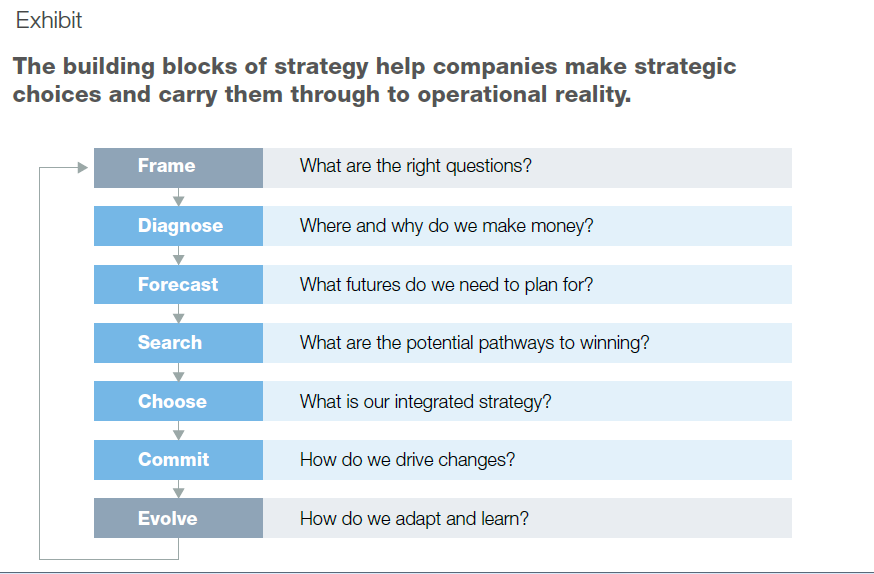 Exhibit
The building blocks of strategy help companies make strategic
choices and carry them through to operational reality.
Frame What are the right questions?
Diagnose Where and why do we make money?
Forecast What futures do we need to plan for?
Search What are the potential pathways to winning?
Choose What is our integrated strategy?
Commit How do we drive changes?
Evolve How do we adapt and learn?